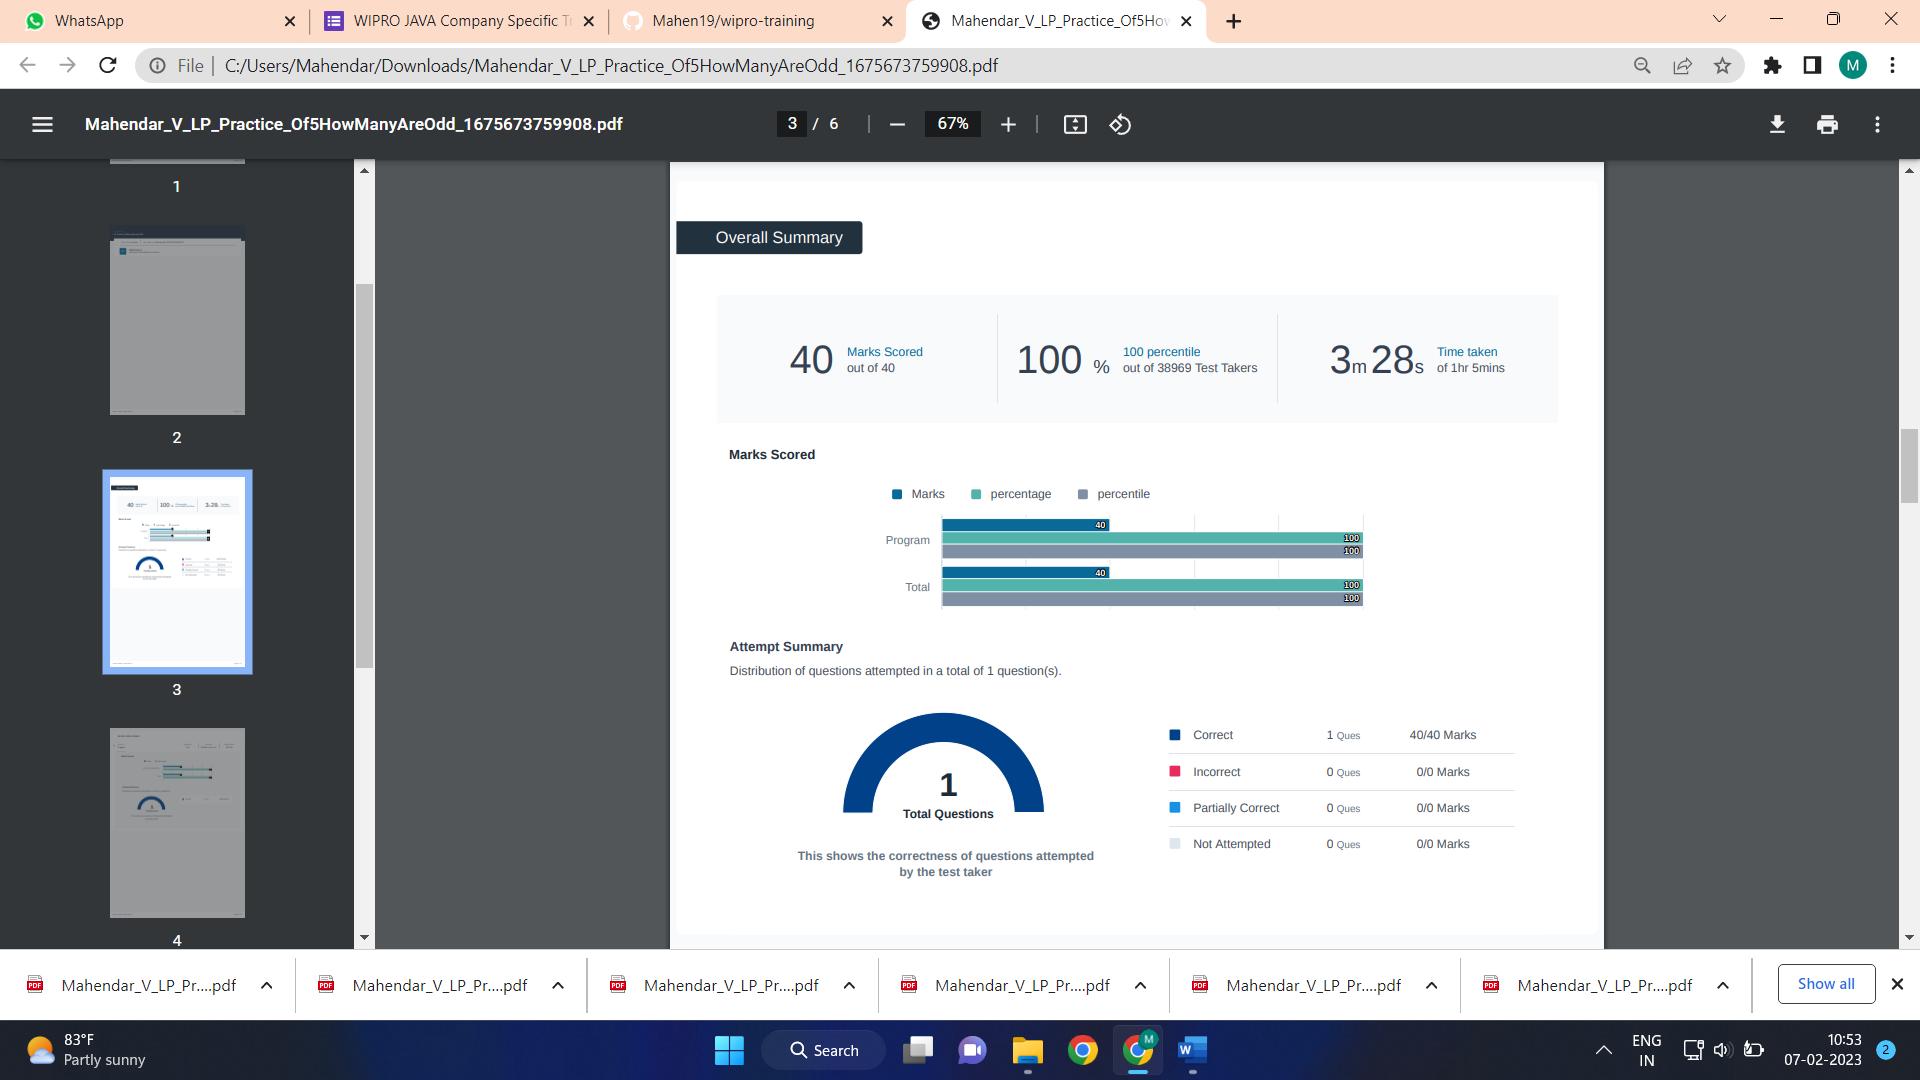 WhatsApp
WIPRO JAVA Company Specific T
Mahen19/wipro-training
Mahendar_V_LP_Practice_Of5Ho
File
C:/Users/Mahendar/Downloads/Mahendar_V_LP_Practice_Of5HowManyAreOdd_1675673759908.pdf
M
Mahendar_V_LP_Practice_Of5HowManyAreOdd_1675673759908.pdf
3 / 6
67%
1
2
3
4
Overall Summary
40 Marks Scored out of 40
100 % 100 percentile out of 38969 Test Takers
3m 28s Time taken of 1hr 5mins
Marks Scored
Marks percentage percentile
Program 40 100 100
Total 40 100 100
Attempt Summary
Distribution of questions attempted in a total of 1 question(s).
1
Total Questions
This shows the correctness of questions attempted
by the test taker
Correct 1 Ques 40/40 Marks
Incorrect 0 Ques 0/0 Marks
Partially Correct 0 Ques 0/0 Marks
Not Attempted 0 Ques 0/0 Marks
Mahendar_V_LP_Pr....pdf
Mahendar_V_LP_Pr....pdf
Mahendar_V_LP_Pr....pdf
Mahendar_V_LP_Pr....pdf
Mahendar_V_LP_Pr....pdf
Mahendar_V_LP_Pr....pdf
Show all
83°F
Partly sunny
Search
M
ENG
IN
10:53
07-02-2023
2